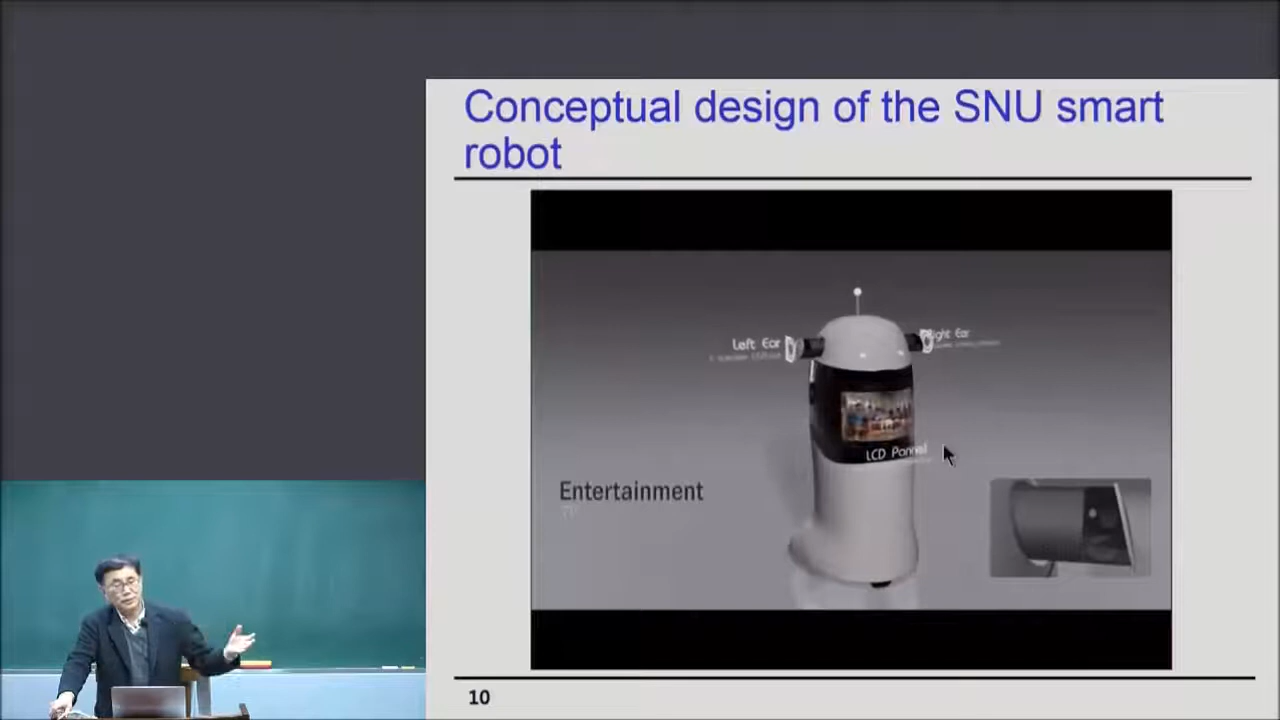 Conceptual design of the SNU smart
robot
Left Ear
Right Ear
LCD Pannel
Entertainment
10